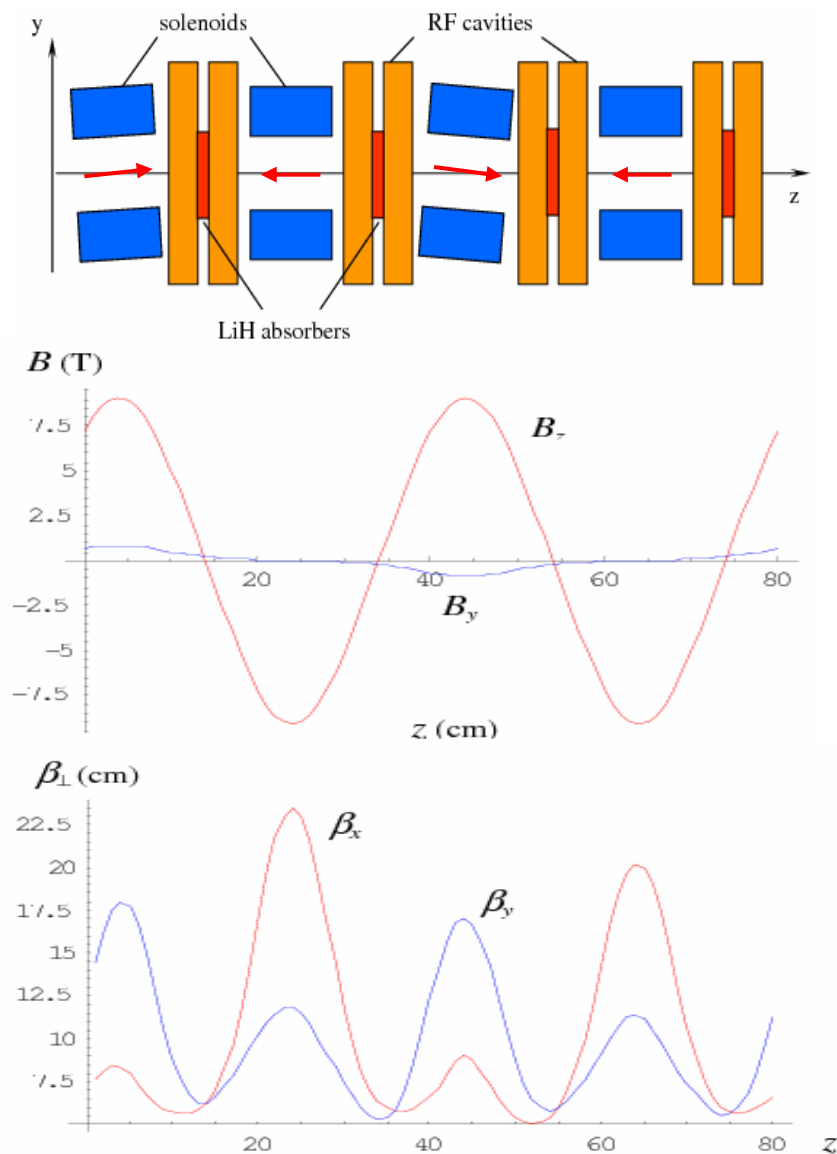 y
solenoids
RF cavities
z
LiH absorbers
B (T)
7.5
5
2.5
-2.5
-5
-7.5
20
40
60
80
B_z
B_y
z (cm)
β⊥ (cm)
22.5
20
17.5
15
12.5
10
7.5
β_x
β_y
20
40
60
80
z